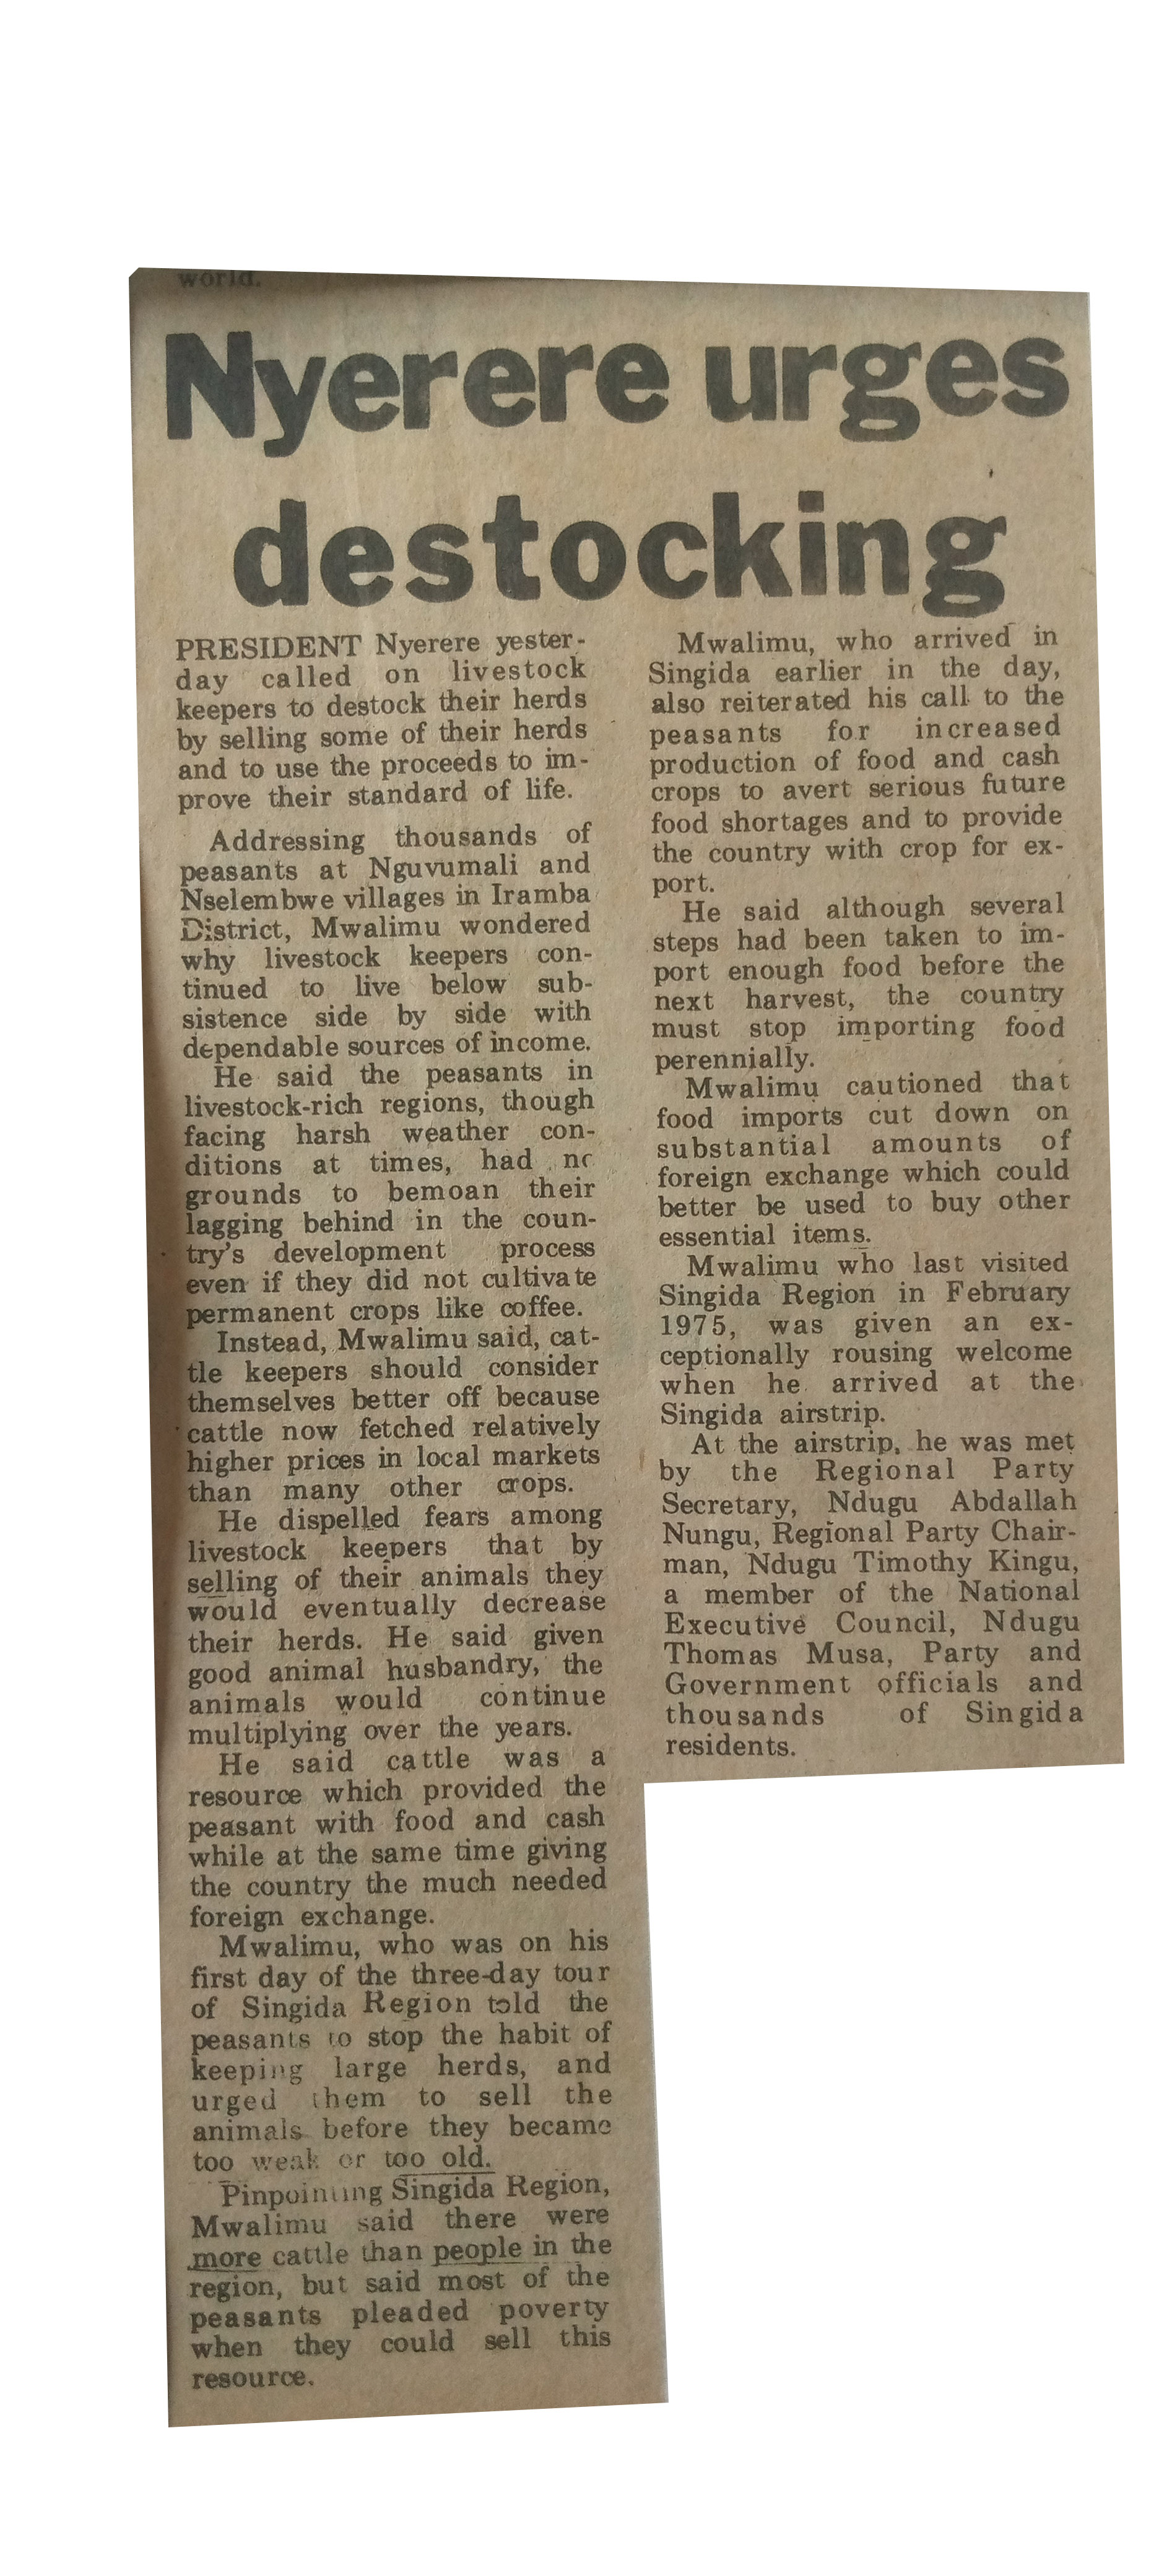 world.
Nyerere urges
destocking
PRESIDENT Nyerere yester-
day called on livestock
keepers to destock their herds
by selling some of their herds
and to use the proceeds to im-
prove their standard of life.
Addressing thousands of
peasants at Nguvumali and
Nselembwe villages in Iramba
District, Mwalimu wondered
why livestock keepers con-
tinued to live below sub-
sistence side by side with
dependable sources of income.
He said the peasants in
livestock-rich regions, though
facing harsh weather con-
ditions at times, had no
grounds to bemoan their
lagging behind in the coun-
try's development process
even if they did not cultivate
permanent crops like coffee.
Instead, Mwalimu said, cat-
tle keepers should consider
themselves better off because
cattle now fetched relatively
higher prices in local markets
than many other crops.
He dispelled fears among
livestock keepers that by
selling of their animals they
would eventually decrease
their herds. He said given
good animal husbandry, the
animals would continue
multiplying over the years.
He said cattle was a
resource which provided the
peasant with food and cash
while at the same time giving
the country the much needed
foreign exchange.
Mwalimu, who was on his
first day of the three-day tour
of Singida Region told the
peasants to stop the habit of
keeping large herds, and
urged them to sell the
animals before they became
too weak or too old.
Pinpointing Singida Region,
Mwalimu said there were
more cattle than people in the
region, but said most of the
peasants pleaded poverty
when they could sell this
resource.
Mwalimu, who arrived in
Singida earlier in the day,
also reiterated his call to the
peasants for increased
production of food and cash
crops to avert serious future
food shortages and to provide
the country with crop for ex-
port.
He said although several
steps had been taken to im-
port enough food before the
next harvest, the country
must stop importing food
perennially.
Mwalimu cautioned that
food imports cut down on
substantial amounts of
foreign exchange which could
better be used to buy other
essential items.
Mwalimu who last visited
Singida Region in February
1975, was given an ex-
ceptionally rousing welcome
when he arrived at the
Singida airstrip.
At the airstrip, he was met
by the Regional Party
Secretary, Ndugu Abdallah
Nungu, Regional Party Chair-
man, Ndugu Timothy Kingu,
a member of the National
Executive Council, Ndugu
Thomas Musa, Party and
Government officials and
thousands of Singida
residents.